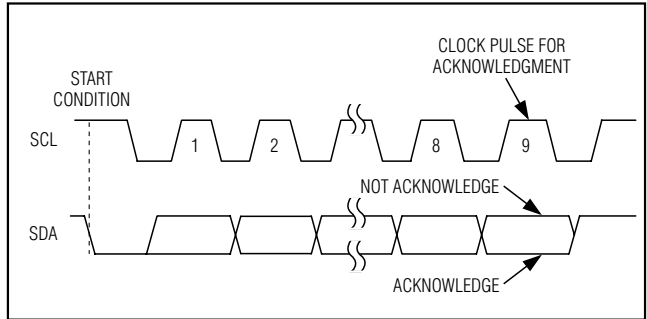 CLOCK PULSE FOR
ACKNOWLEDGMENT
START
CONDITION
SCL
1
2
8
9
NOT ACKNOWLEDGE
SDA
ACKNOWLEDGE